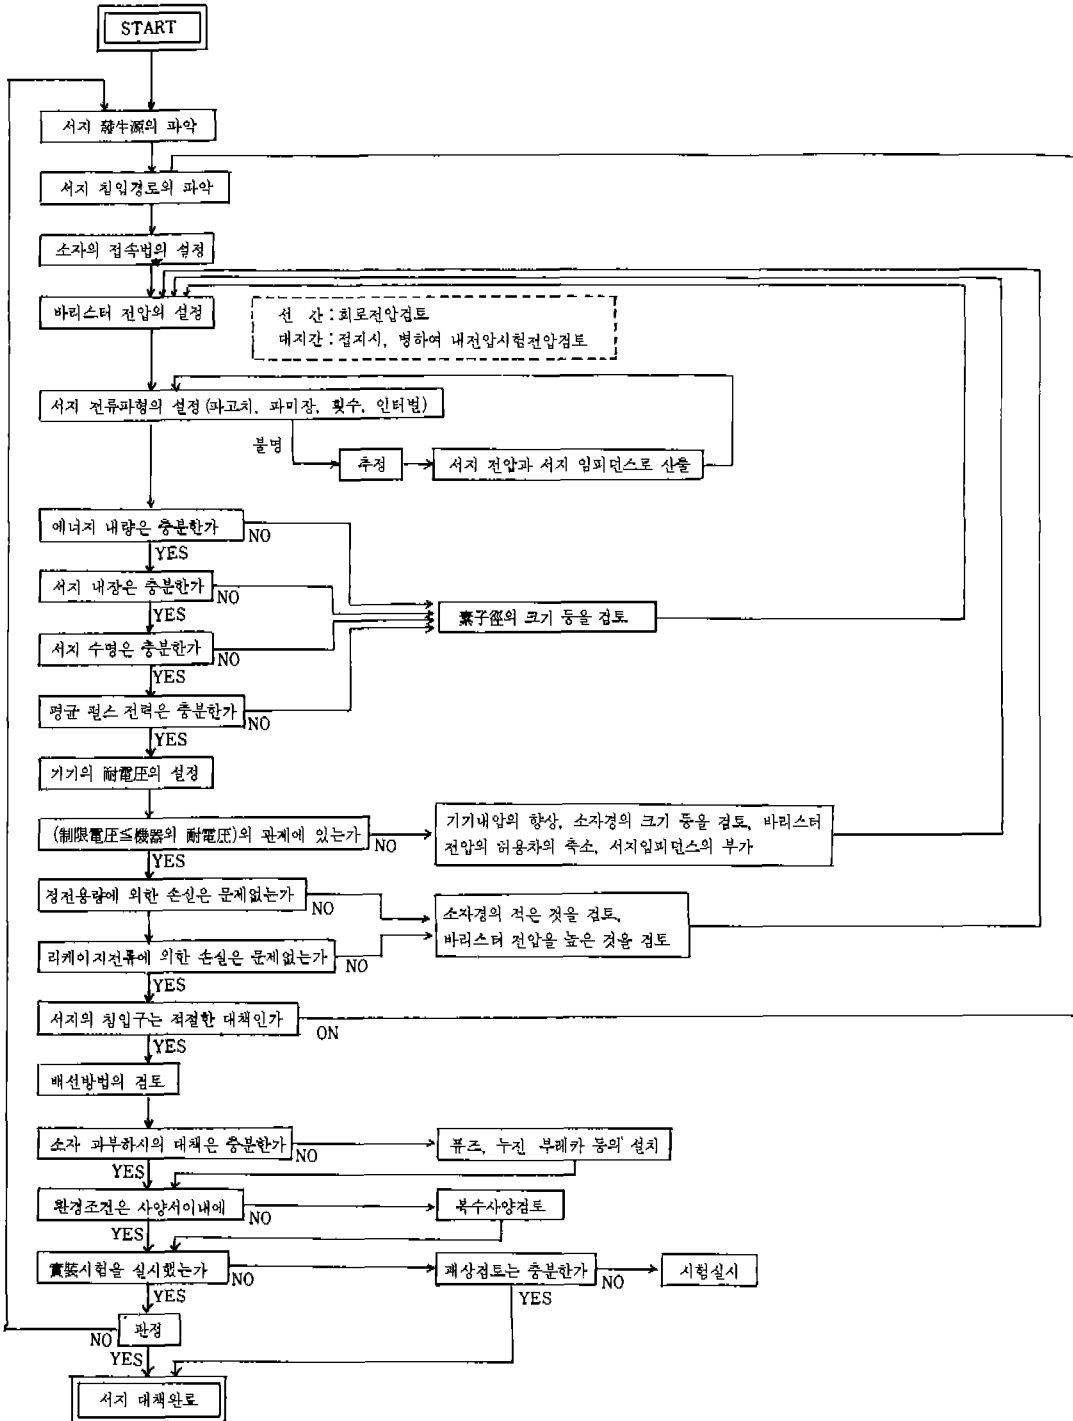 START
서지 發生源의 파악
서지 침입경로의 파악
소자의 접속법의 설정
바리스터 전압의 설정
선 간 : 회로전압검토
대지간 : 접지시, 병하여 내전압시험전압검토
서지 전류파형의 설정 (파고치, 파미장, 횟수, 인터벌)
불명
추정
서지 전압과 서지 임피던스로 산출
에너지 내량은 충분한가
NO
YES
서지 내장은 충분한가
NO
YES
素子徑의 크기 등을 검토
서지 수명은 충분한가
NO
YES
평균 펄스 전력은 충분한가
NO
YES
기기의 耐電圧의 설정
(制限電圧≦機器의 耐電圧)의 관계에 있는가
NO
YES
기기내압의 향상, 소자경의 크기 등을 검토, 바리스터
전압의 허용차의 축소, 서지임피던스의 부가
정전용량에 의한 손실은 문제없는가
NO
소자경의 적은 것을 검토,
바리스터 전압을 높은 것을 검토
리케이지전류에 의한 손실은 문제없는가
NO
YES
서지의 침입구는 적절한 대책인가
ON
YES
배선방법의 검토
소자 과부하시의 대책은 충분한가
NO
YES
퓨즈, 누진 부레카 등의 설치
환경조건은 사양서이내에
NO
YES
복수사양검토
實裝시험을 실시했는가
NO
YES
괘상검토는 충분한가
NO
YES
시험실시
판정
NO
YES
서지 대책완료